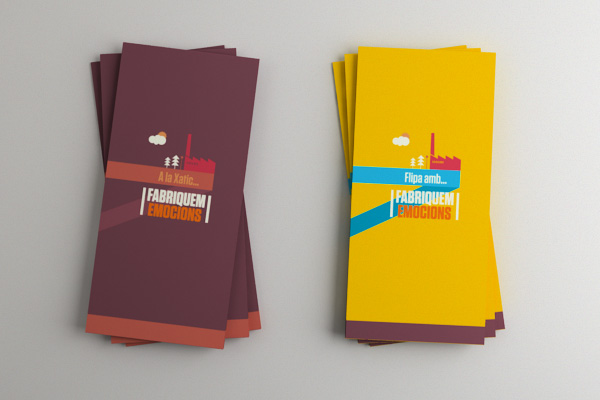 A la Xatic...
FABRIQUEM
EMOCIONS
Flipa amb...
FABRIQUEM
EMOCIONS